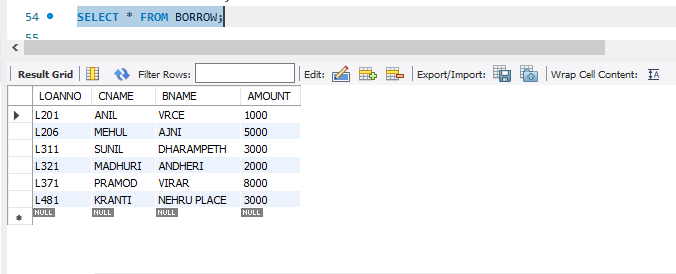 54 SELECT * FROM BORROW;
55
Result Grid Filter Rows: Edit: Export/Import: Wrap Cell Content: IA
LOANNO CNAME BNAME AMOUNT
L201 ANIL VRCE 1000
L206 MEHUL AJNI 5000
L311 SUNIL DHARAMPETH 3000
L321 MADHURI ANDHERI 2000
L371 PRAMOD VIRAR 8000
L481 KRANTI NEHRU PLACE 3000
NULL NULL NULL NULL